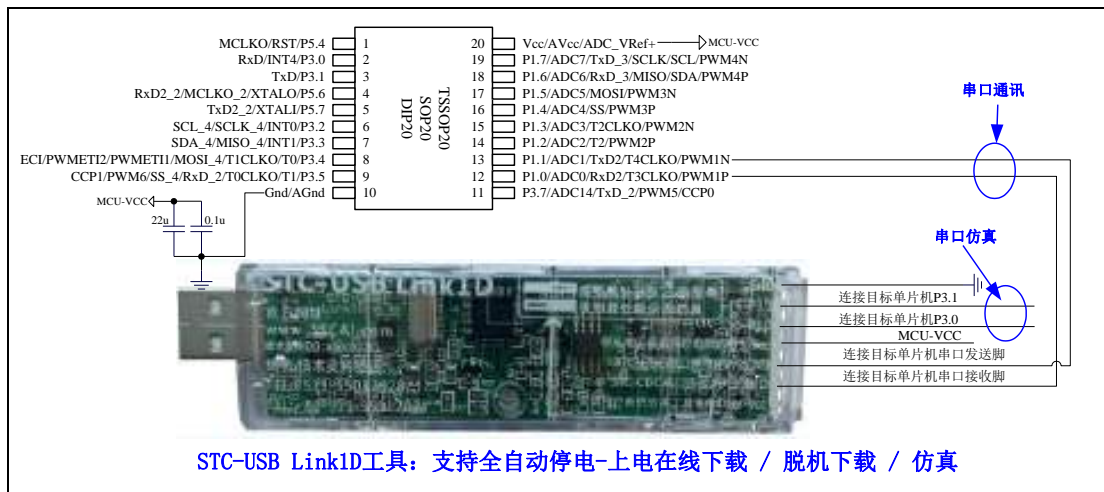 MCLKO/RST/P5.4
RxD/INT4/P3.0
TxD/P3.1
RxD2_2/MCLKO_2/XTALO/P5.6
TxD2_2/XTALI/P5.7
SCL_4/SCLK_4/INT0/P3.2
SDA_4/MISO_4/INT1/P3.3
ECI/PWMETI2/PWMETI1/MOSI_4/T1CLKO/T0/P3.4
CCP1/PWM6/SS_4/RxD_2/T0CLKO/T1/P3.5
Gnd/AGnd
1
2
3
4
5
6
7
8
9
10
TSSOP20
SOP20
DIP20
20
19
18
17
16
15
14
13
12
11
Vcc/AVcc/ADC_VRef+
MCU-VCC
P1.7/ADC7/TxD_3/SCLK/SCL/PWM4N
P1.6/ADC6/RxD_3/MISO/SDA/PWM4P
P1.5/ADC5/MOSI/PWM3N
P1.4/ADC4/SS/PWM3P
P1.3/ADC3/T2CLKO/PWM2N
P1.2/ADC2/T2/PWM2P
P1.1/ADC1/TxD2/T4CLKO/PWM1N
P1.0/ADC0/RxD2/T3CLKO/PWM1P
P3.7/ADC14/TxD_2/PWM5/CCP0
串口通讯
MCU-VCC
22u
0.1u
串口仿真
STC-USB Link1D
连接目标单片机P3.1
连接目标单片机P3.0
MCU-VCC
连接目标单片机串口发送脚
连接目标单片机串口接收脚
STC-USB Link1D工具：支持全自动停电-上电在线下载 / 脱机下载 / 仿真